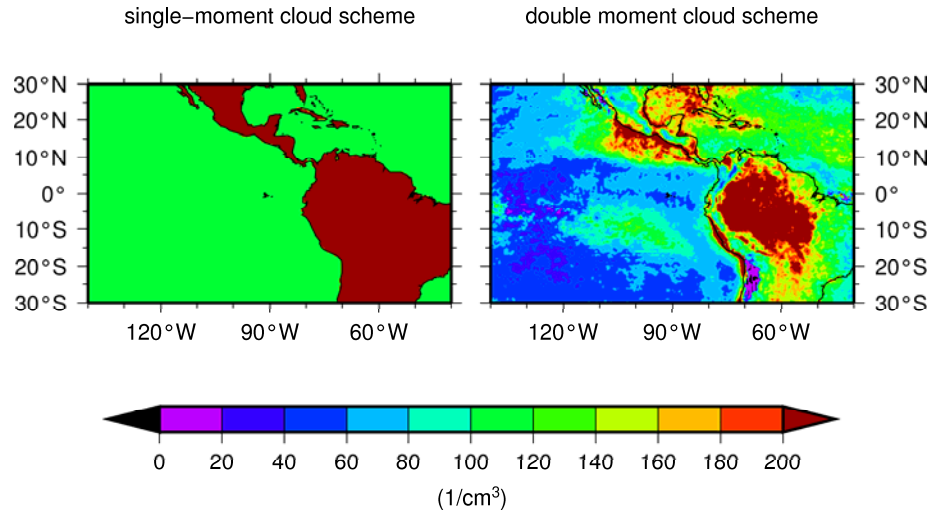 single−moment cloud scheme double moment cloud scheme
30°N 30°N
20°N 20°N
10°N 10°N
0° 0°
10°S 10°S
20°S 20°S
30°S 30°S
120°W 90°W 60°W 120°W 90°W 60°W
0 20 40 60 80 100 120 140 160 180 200
(1/cm³)